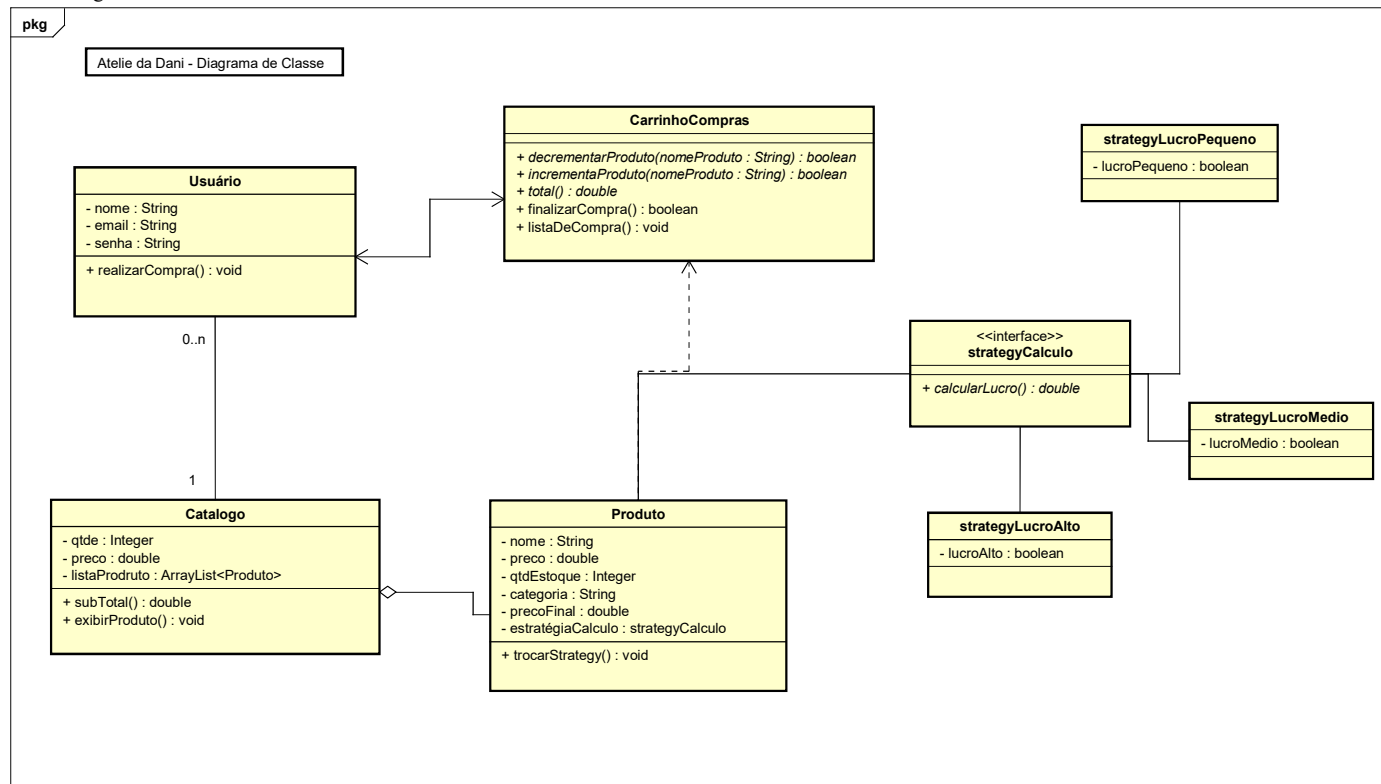 pkg
Atelie da Dani - Diagrama de Classe
CarrinhoCompras
+ decrementarProduto(nomeProduto : String) : boolean
+ incrementaProduto(nomeProduto : String) : boolean
+ total() : double
+ finalizarCompra() : boolean
+ listaDeCompra() : void
strategyLucroPequeno
- lucroPequeno : boolean
Usuário
- nome : String
- email : String
- senha : String
+ realizarCompra() : void
0..n
1
<<interface>>
strategyCalculo
+ calcularLucro() : double
strategyLucroMedio
- lucroMedio : boolean
strategyLucroAlto
- lucroAlto : boolean
Catalogo
- qtde : Integer
- preco : double
- listaProdruto : ArrayList<Produto>
+ subTotal() : double
+ exibirProduto() : void
Produto
- nome : String
- preco : double
- qtdEstoque : Integer
- categoria : String
- precoFinal : double
- estratégiaCalculo : strategyCalculo
+ trocarStrategy() : void